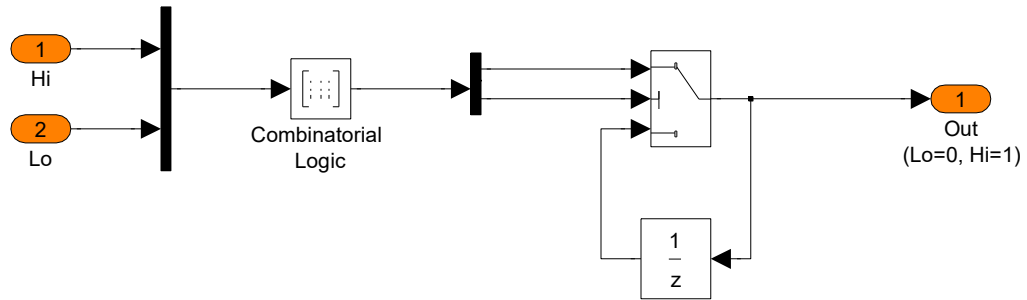 1
Hi
2
Lo
Combinatorial
Logic
1
Out
(Lo=0, Hi=1)
1
z